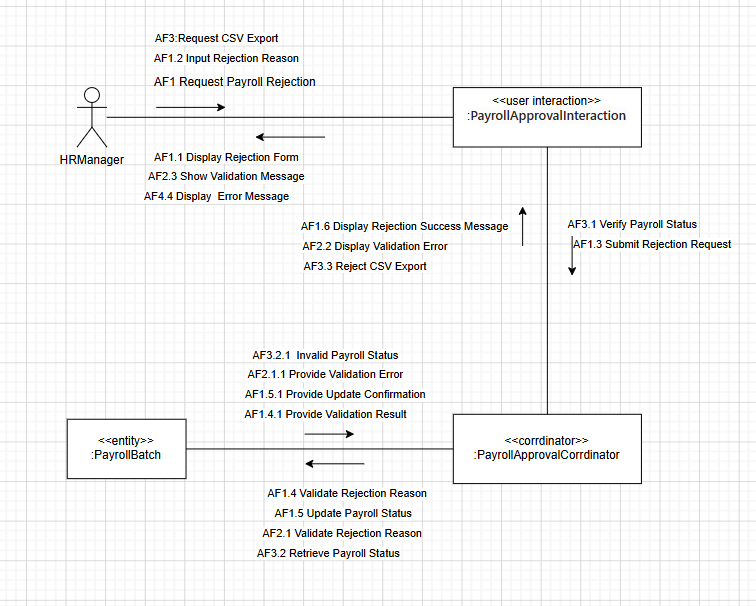 AF3:Request CSV Export
AF1.2 Input Rejection Reason
AF1 Request Payroll Rejection
<<user interaction>>
:PayrollApprovalInteraction
HRManager
AF1.1 Display Rejection Form
AF2.3 Show Validation Message
AF4.4 Display  Error Message
AF1.6 Display Rejection Success Message
AF2.2 Display Validation Error
AF3.3 Reject CSV Export
AF3.1 Verify Payroll Status
AF1.3 Submit Rejection Request
AF3.2.1  Invalid Payroll Status
AF2.1.1 Provide Validation Error
AF1.5.1 Provide Update Confirmation
AF1.4.1 Provide Validation Result
<<entity>>
:PayrollBatch
<<corrdinator>>
:PayrollApprovalCorrdinator
AF1.4 Validate Rejection Reason
AF1.5 Update Payroll Status
AF2.1 Validate Rejection Reason
AF3.2 Retrieve Payroll Status